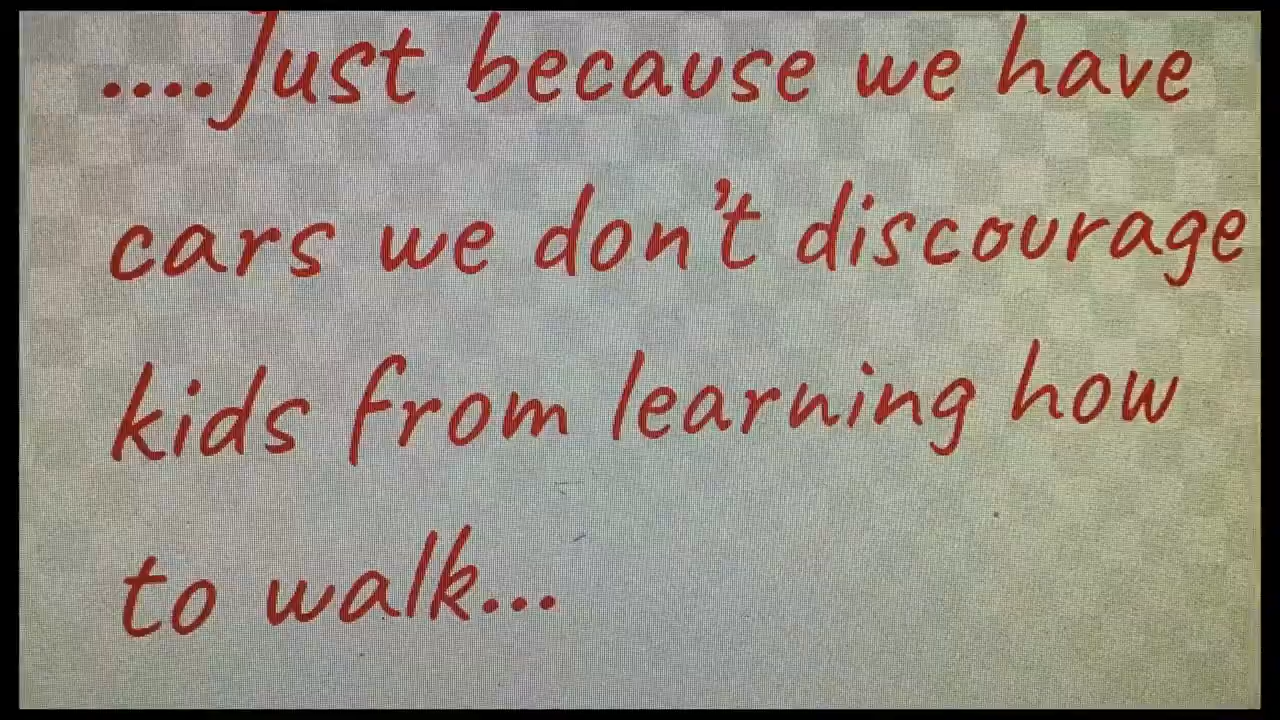 ....Just because we have
cars we don't discourage
kids from learning how
to walk...